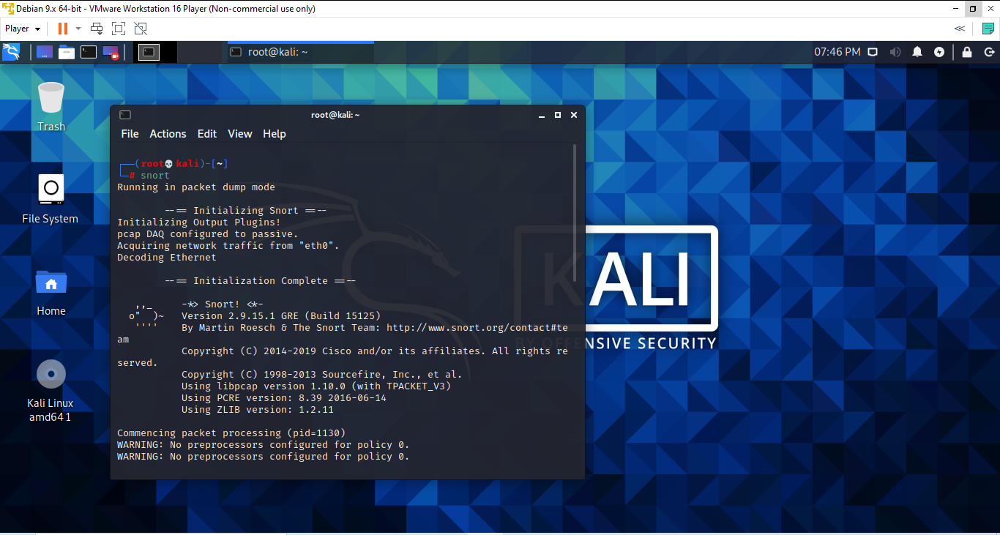 Debian 9.x 64-bit - VMware Workstation 16 Player (Non-commercial use only)
Player
root@kali: ~
07:46 PM
Trash
File System
Home
Kali Linux
amd64 1
root@kali: ~
File Actions Edit View Help
┌──(root💀kali)-[~]
└─# snort
Running in packet dump mode
--== Initializing Snort ==--
Initializing Output Plugins!
pcap DAQ configured to passive.
Acquiring network traffic from "eth0".
Decoding Ethernet
--== Initialization Complete ==--
,,_ -*> Snort! <*-
o" )~ Version 2.9.15.1 GRE (Build 15125)
'''' By Martin Roesch & The Snort Team: http://www.snort.org/contact#te
am
Copyright (C) 2014-2019 Cisco and/or its affiliates. All rights re
served.
Copyright (C) 1998-2013 Sourcefire, Inc., et al.
Using libpcap version 1.10.0 (with TPACKET_V3)
Using PCRE version: 8.39 2016-06-14
Using ZLIB version: 1.2.11
Commencing packet processing (pid=1130)
WARNING: No preprocessors configured for policy 0.
WARNING: No preprocessors configured for policy 0.
KALI
BY OFFENSIVE SECURITY